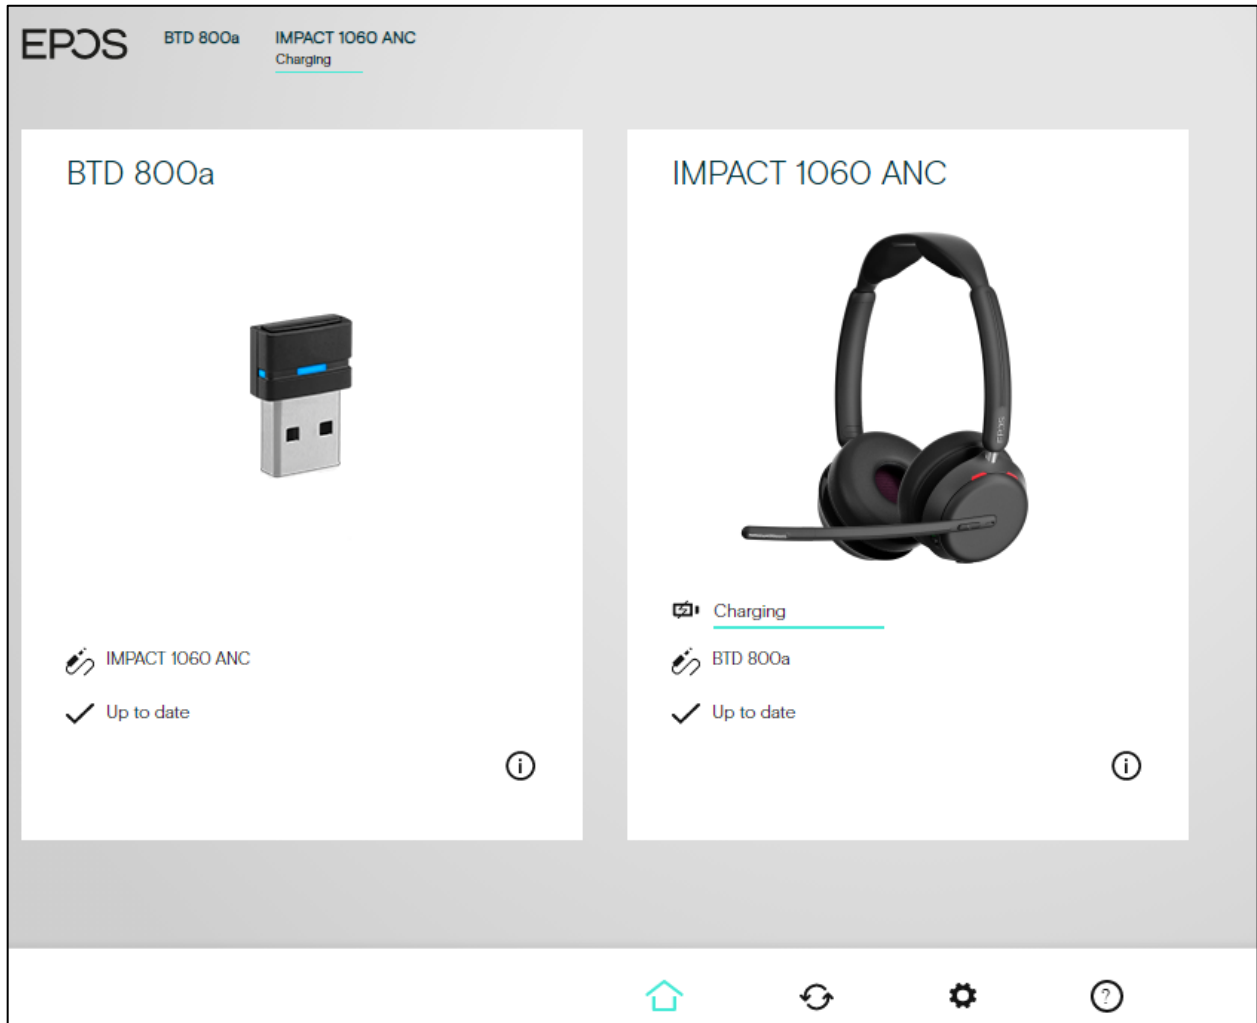 EPOS
BTD 800a
IMPACT 1060 ANC
Charging
BTD 800a
IMPACT 1060 ANC
Up to date
IMPACT 1060 ANC
EPOS
Charging
BTD 800a
Up to date